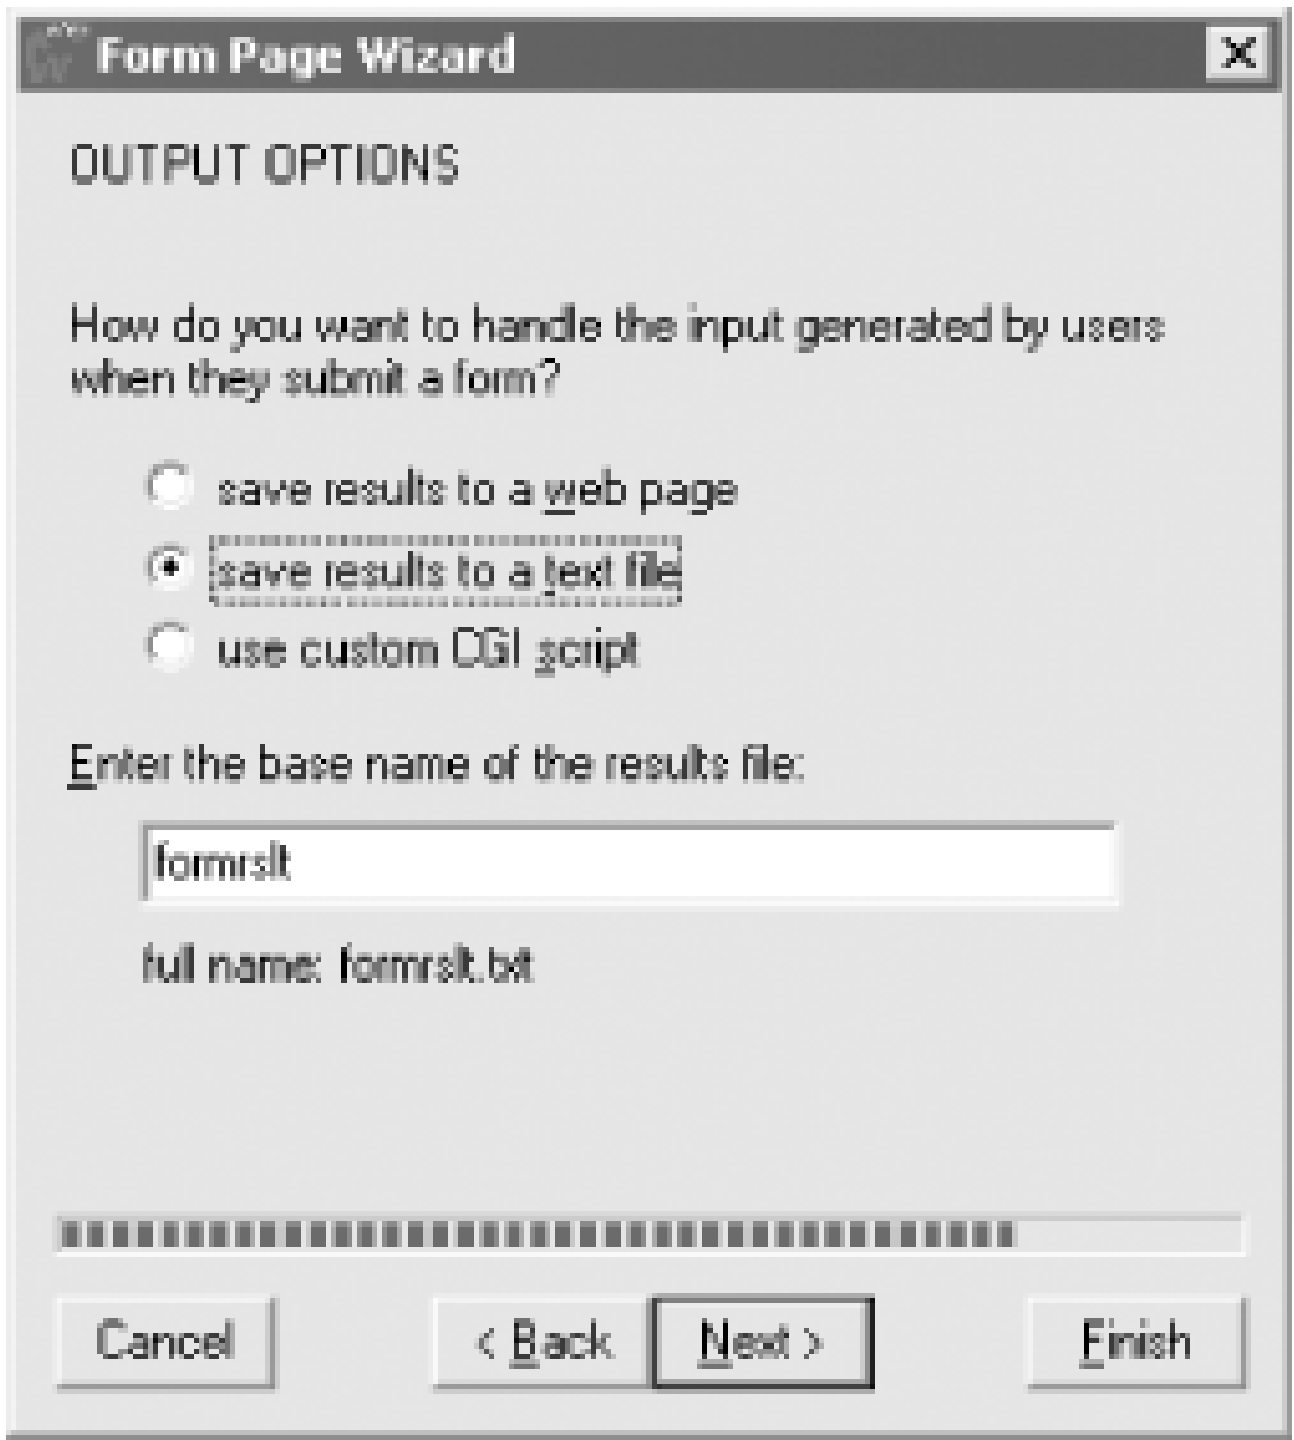 Form Page Wizard
OUTPUT OPTIONS
How do you want to handle the input generated by users
when they submit a form?
save results to a web page
save results to a text file
use custom CGI script
Enter the base name of the results file:
formrslt
full name: formrslt.txt
Cancel
< Back
Next >
Finish